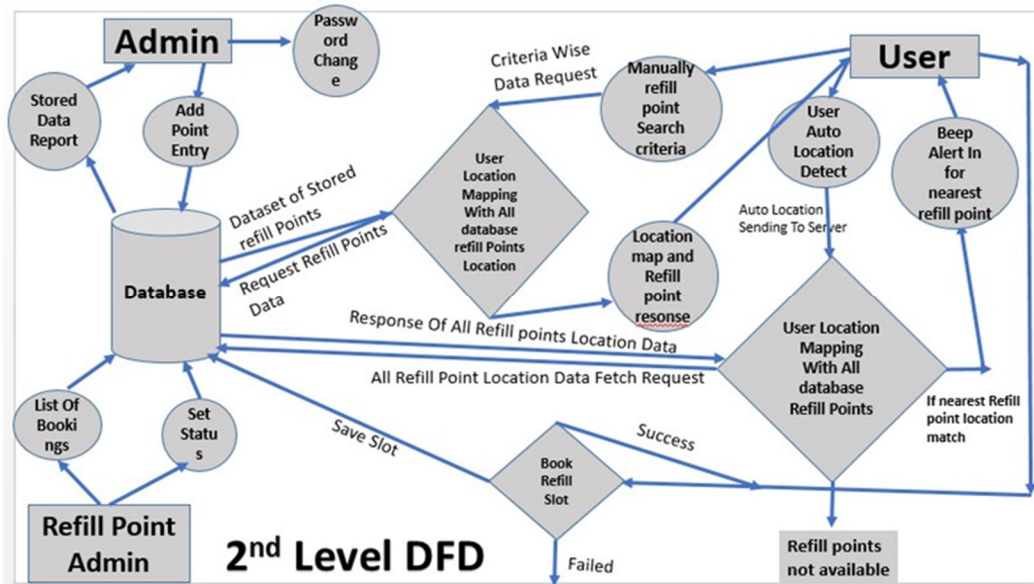 Admin
Passw
ord
Chang
e
User
Criteria Wise
Data Request
Manually
refill
point
Search
criteria
Stored
Data
Report
Add
Point
Entry
User
Auto
Location
Detect
Beep
Alert In
for
nearest
refill point
User
Location
Mapping
With All
database
refill Points
Location
Dataset of Stored
refill Points
Request Refill Points
Data
Auto Location
Sending To Server
Location
map and
Refill
point
resonse
Database
Response Of All Refill points Location Data
All Refill Point Location Data Fetch Request
User Location
Mapping
With All
database
Refill Points
If nearest Refill
point location
match
List Of
Booki
ngs
Set
Statu
s
Save Slot
Success
Book
Refill
Slot
Refill Point
Admin
2nd Level DFD
Failed
Refill points
not available